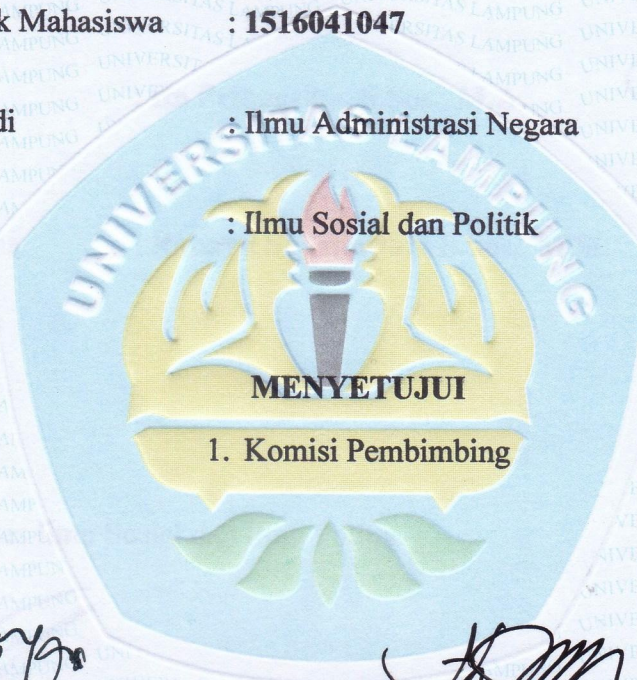 k Mahasiswa : 1516041047
di : Ilmu Administrasi Negara
: Ilmu Sosial dan Politik
UNIVERSITAS LAMPUNG
MENYETUJUI
1. Komisi Pembimbing